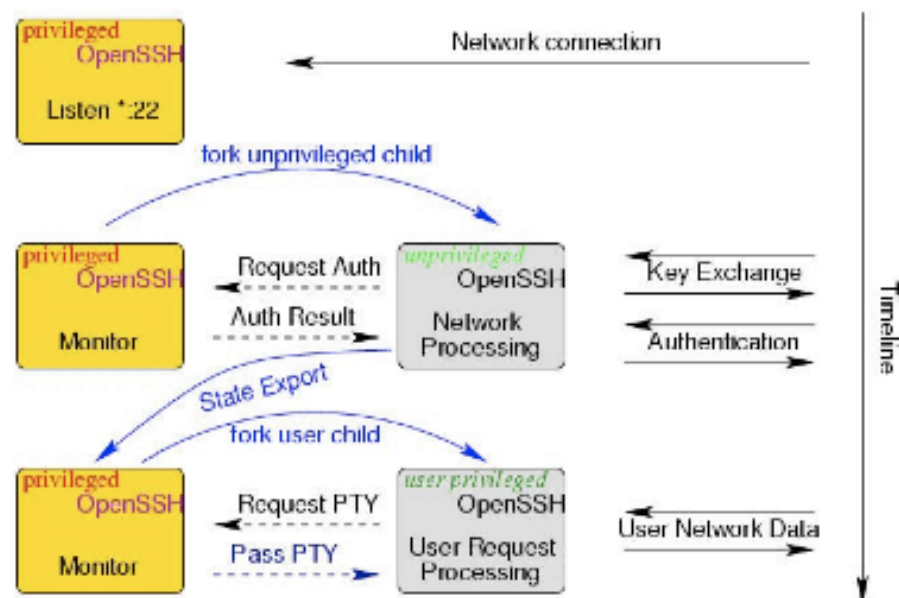 privileged
OpenSSH
Listen *:22
Network connection
fork unprivileged child
privileged
OpenSSH
Monitor
Request Auth
Auth Result
unprivileged
OpenSSH
Network
Processing
Key Exchange
Authentication
State Export
fork user child
privileged
OpenSSH
Monitor
Request PTY
Pass PTY
user privileged
OpenSSH
User Request
Processing
User Network Data
Timeline